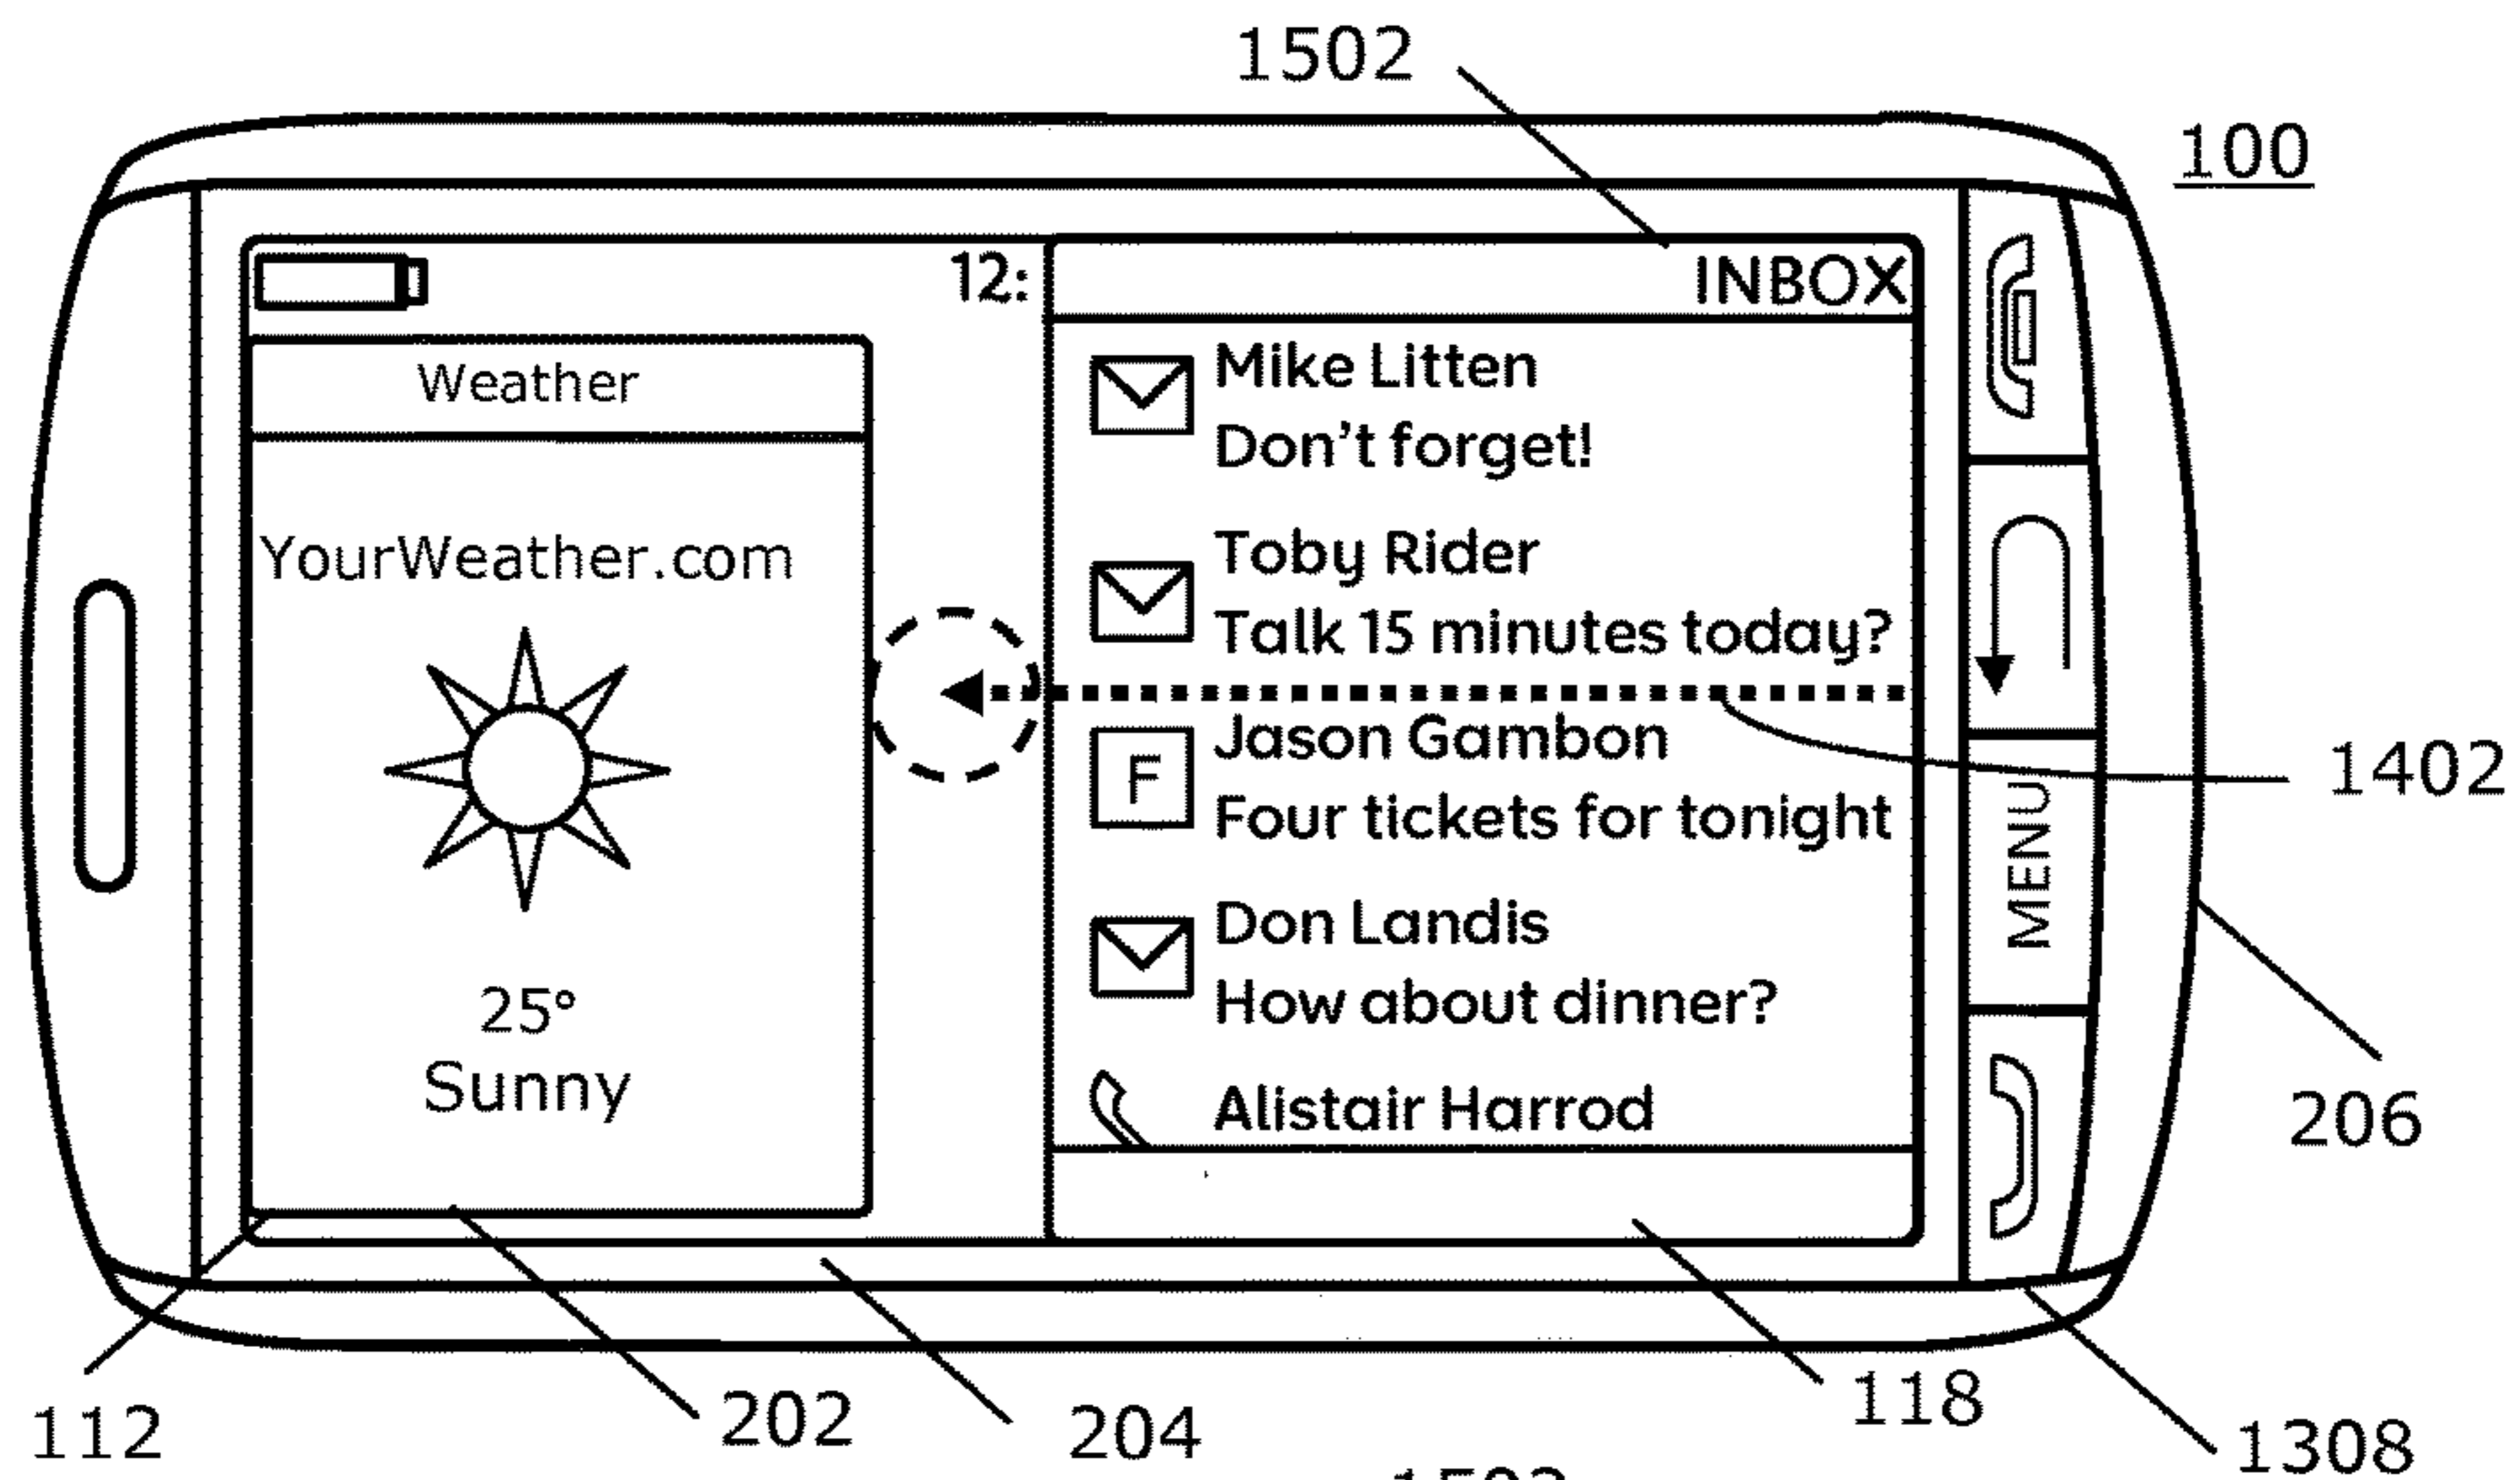 1502
100
12:
INBOX
Weather
Mike Litten
Don't forget!
YourWeather.com
Toby Rider
Talk 15 minutes today?
Jason Gambon
F
Four tickets for tonight
1402
MENU
Don Landis
How about dinner?
25°
Sunny
Alistair Harrod
206
112
202
204
118
1308